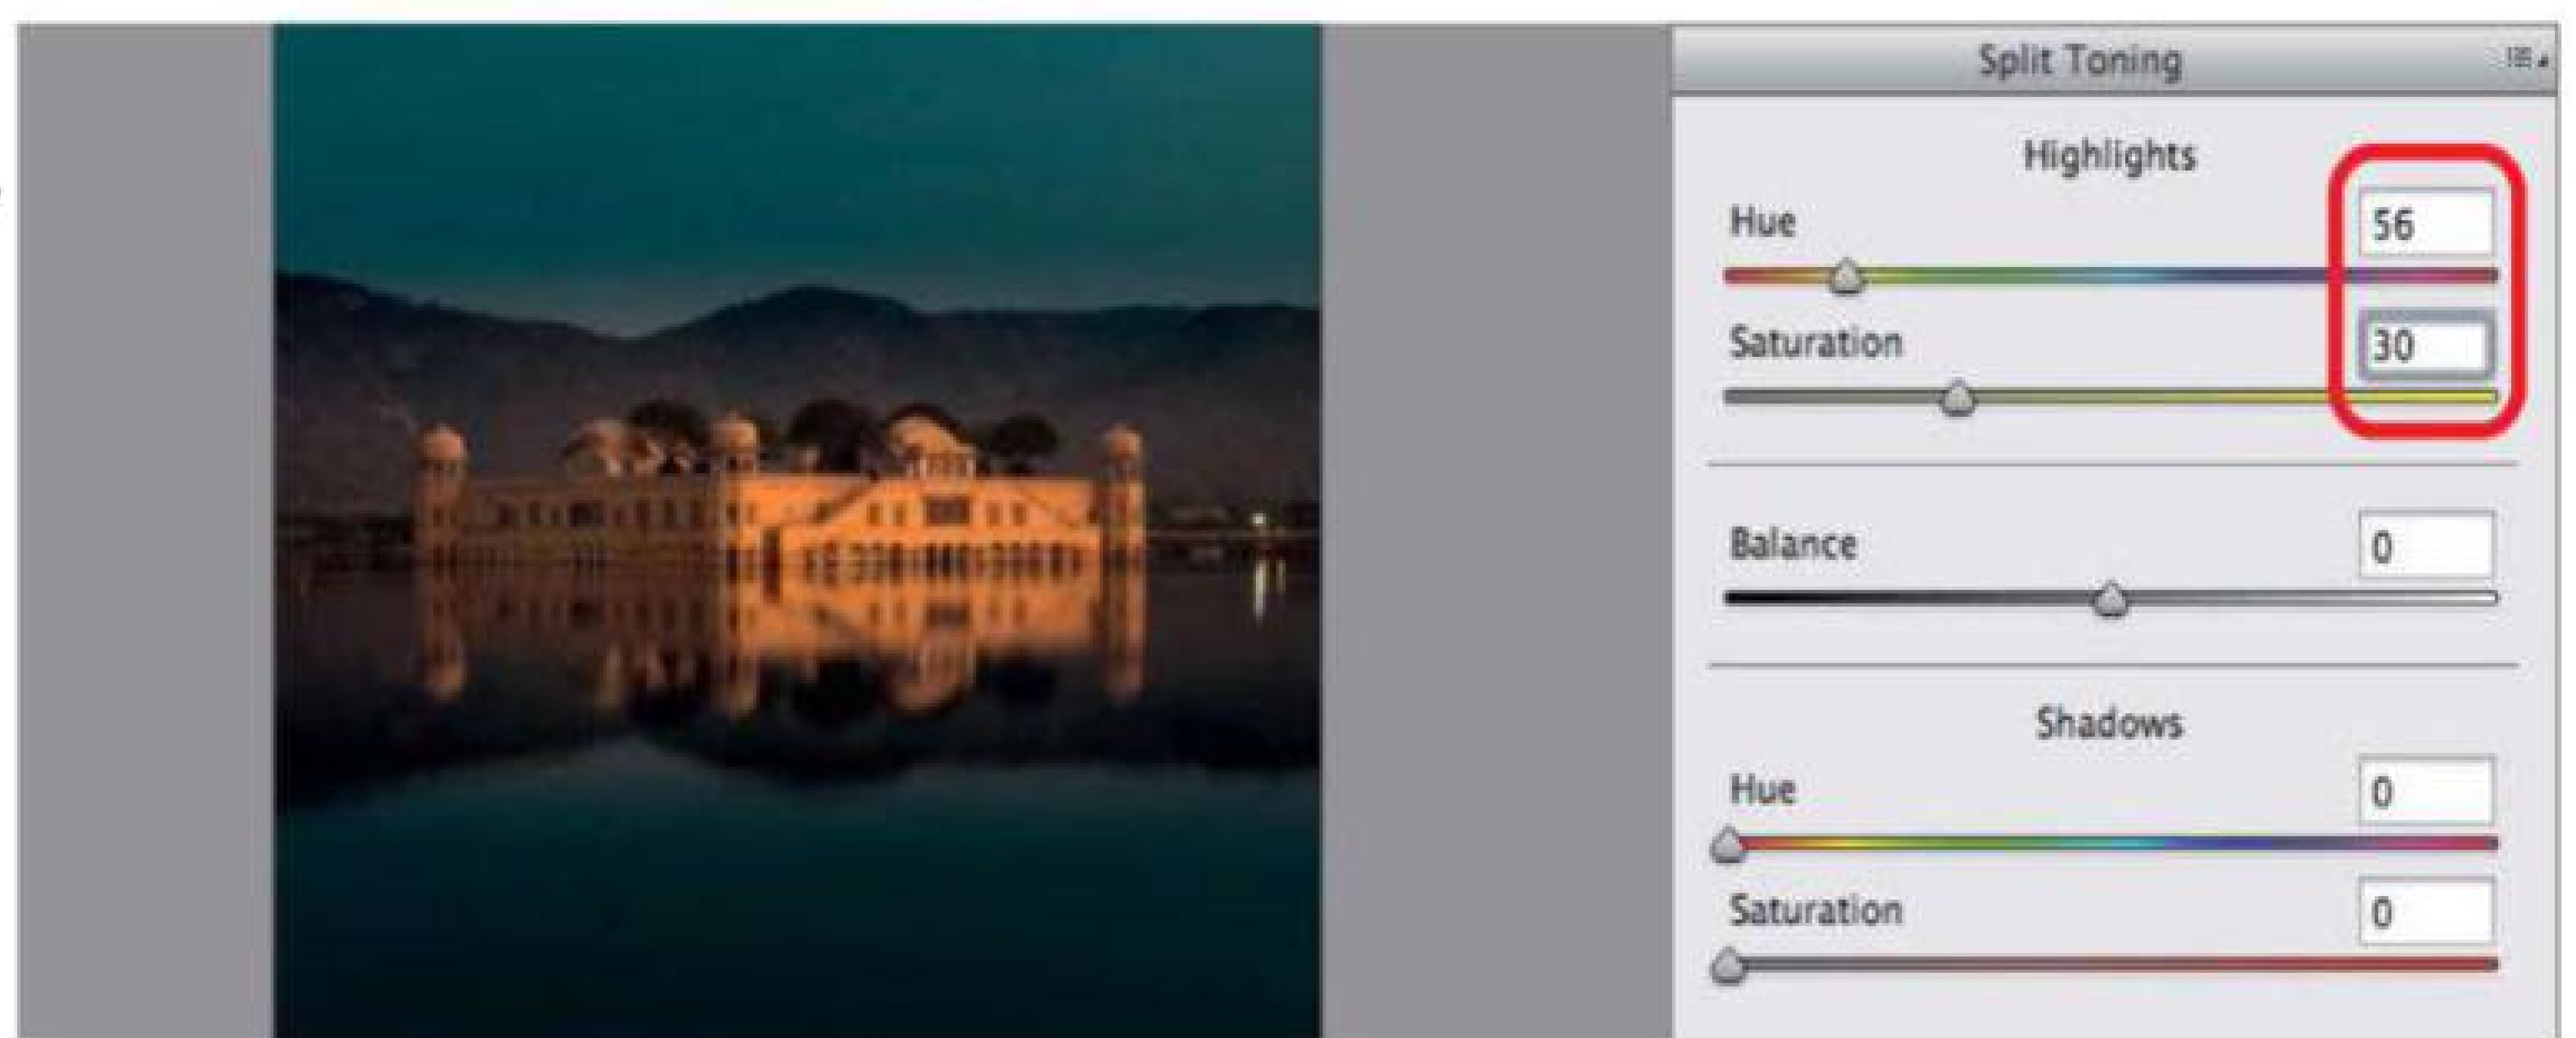 Split Toning
Highlights
Hue 56
Saturation 30
Balance 0
Shadows
Hue 0
Saturation 0